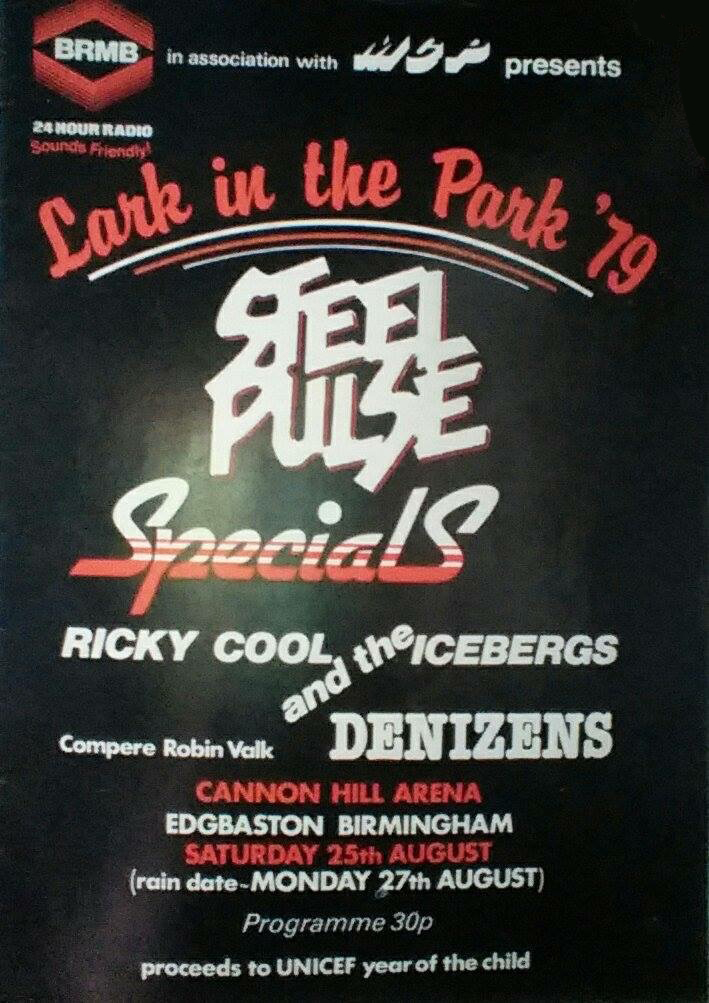 BRMB
in association with presents
24 HOUR RADIO
Sounds Friendly!
Lark in the Park '79
STEEL
PULSE
Specials
RICKY COOL and the ICEBERGS
Compere Robin Valk
DENIZENS
CANNON HILL ARENA
EDGBASTON BIRMINGHAM
SATURDAY 25th AUGUST
(rain date-MONDAY 27th AUGUST)
Programme 30p
proceeds to UNICEF year of the child